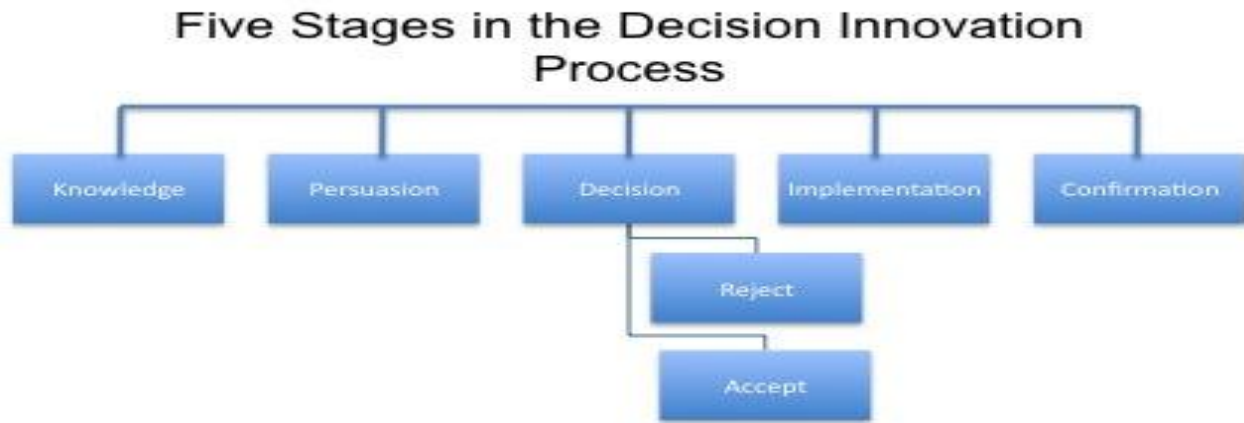 Five Stages in the Decision Innovation
Process
Knowledge
Persuasion
Decision
Implementation
Confirmation
Reject
Accept